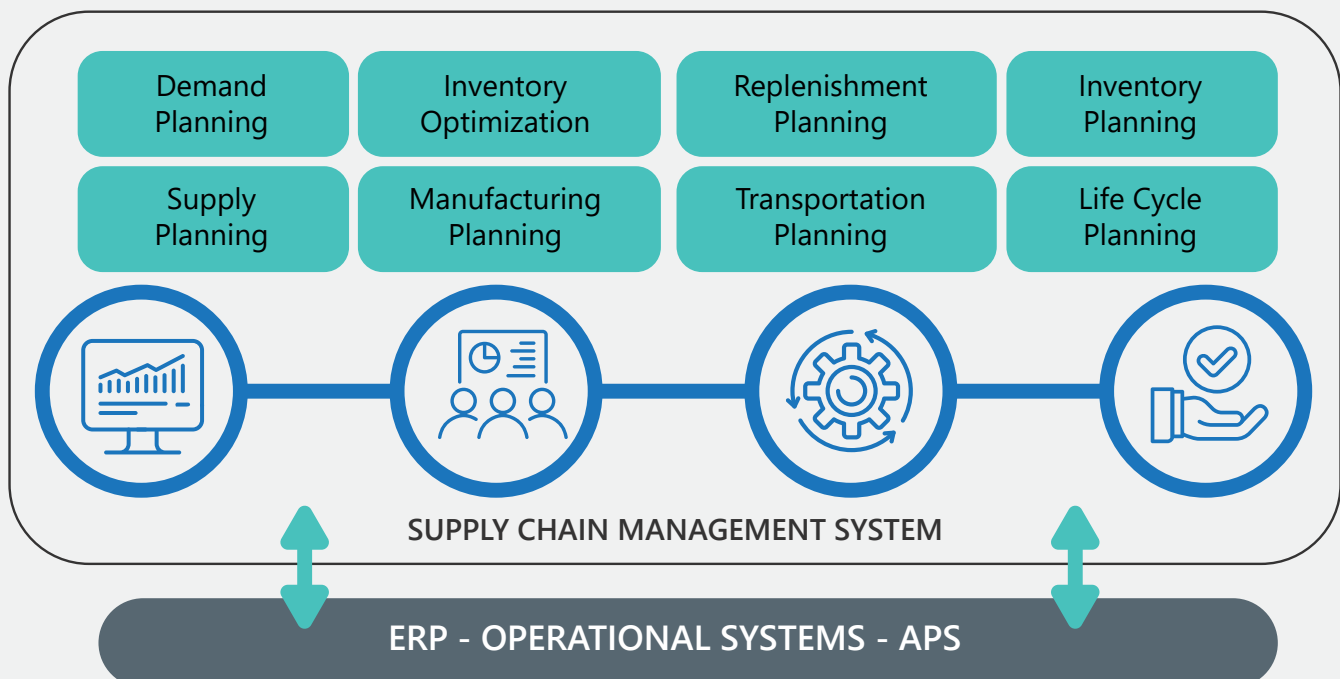 Demand
Planning
Inventory
Optimization
Replenishment
Planning
Inventory
Planning
Supply
Planning
Manufacturing
Planning
Transportation
Planning
Life Cycle
Planning
SUPPLY CHAIN MANAGEMENT SYSTEM
ERP - OPERATIONAL SYSTEMS - APS